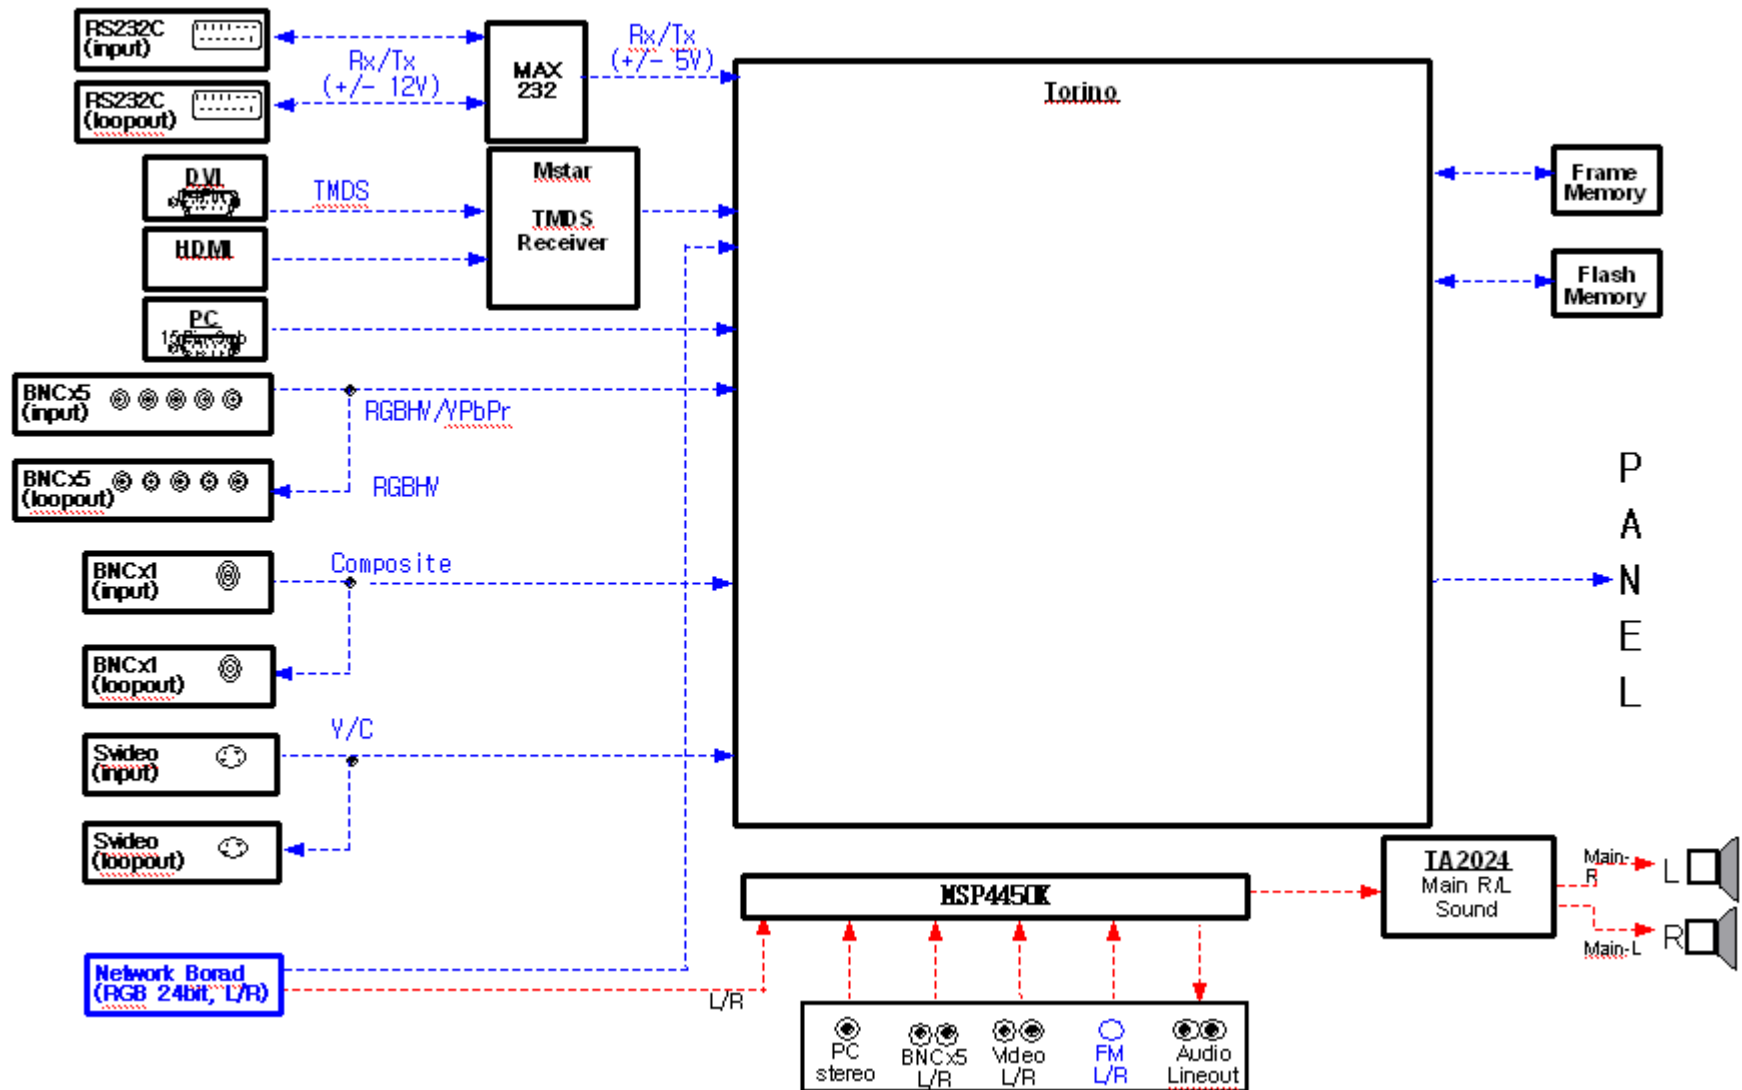 RS232C
(input)
RS232C
(loopout)
Rx/Tx
(+/- 12V)
MAX
232
Rx/Tx
(+/- 5V)
Torino
DVI
TMDS
HDMI
Mstar
TMDS
Receiver
PC
Frame
Memory
Flash
Memory
BNCx5
(input)
RGBHV/YPbPr
BNCx5
(loopout)
RGBHV
BNCx1
(input)
Composite
BNCx1
(loopout)
Y/C
Svideo
(input)
Svideo
(loopout)
P
A
N
E
L
Network Borad
(RGB 24bit, L/R)
L/R
MSP4450K
TA2024
Main R/L
Sound
Main-
R
L
Main-L
R
PC
stereo
BNCx5
L/R
Video
L/R
FM
L/R
Audio
Lineout